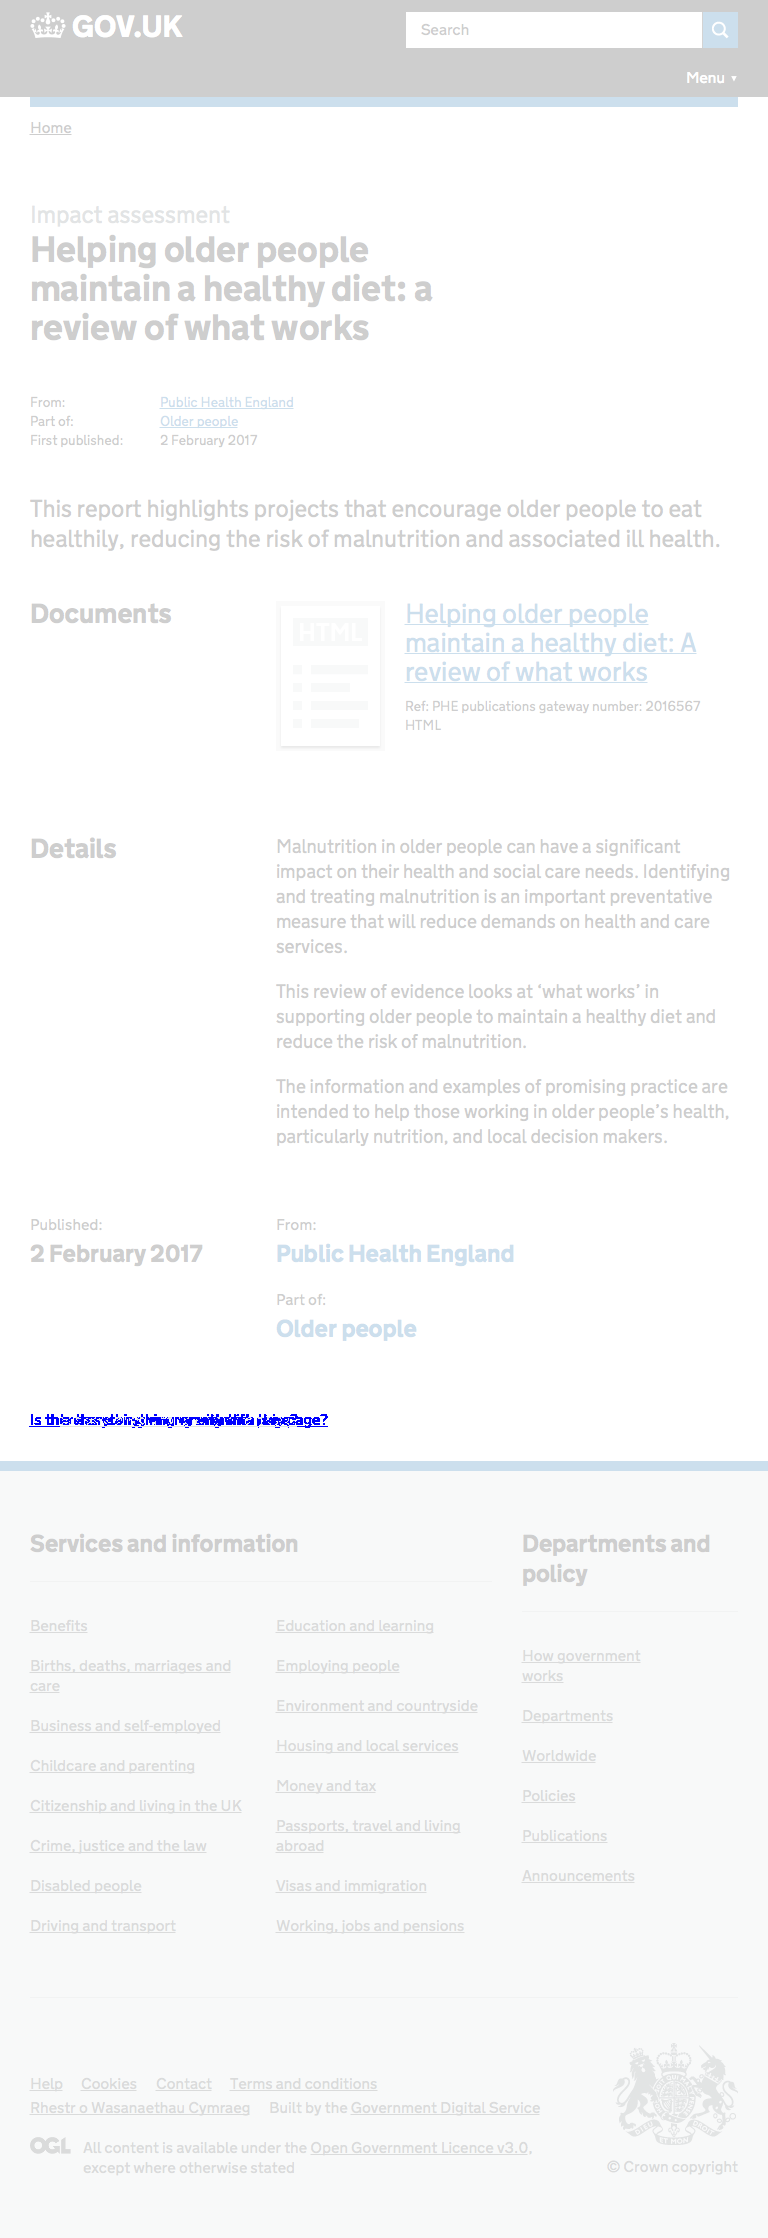 GOV.UK
Search
Menu ▾
Home
Impact assessment
Helping older people
maintain a healthy diet: a
review of what works
From: Public Health England
Part of: Older people
First published: 2 February 2017
This report highlights projects that encourage older people to eat
healthily, reducing the risk of malnutrition and associated ill health.
Documents
HTML
Helping older people
maintain a healthy diet: A
review of what works
Ref: PHE publications gateway number: 2016567
HTML
Details
Malnutrition in older people can have a significant
impact on their health and social care needs. Identifying
and treating malnutrition is an important preventative
measure that will reduce demands on health and care
services.
This review of evidence looks at ‘what works’ in
supporting older people to maintain a healthy diet and
reduce the risk of malnutrition.
The information and examples of promising practice are
intended to help those working in older people’s health,
particularly nutrition, and local decision makers.
Published:
2 February 2017
From:
Public Health England
Part of:
Older people
Services and information
Benefits
Births, deaths, marriages and
care
Business and self-employed
Childcare and parenting
Citizenship and living in the UK
Crime, justice and the law
Disabled people
Driving and transport
Education and learning
Employing people
Environment and countryside
Housing and local services
Money and tax
Passports, travel and living
abroad
Visas and immigration
Working, jobs and pensions
Departments and
policy
How government
works
Departments
Worldwide
Policies
Publications
Announcements
Help Cookies Contact Terms and conditions
Rhestr o Wasanaethau Cymraeg Built by the Government Digital Service
OGL All content is available under the Open Government Licence v3.0,
except where otherwise stated
© Crown copyright